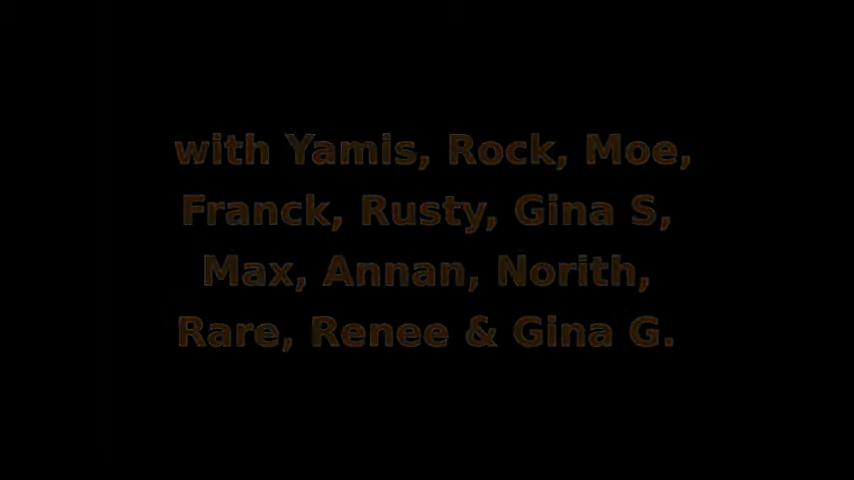 with Yamis, Rock, Moe,
Franck, Rusty, Gina S,
Max, Annan, Norith,
Rare, Renee & Gina G.